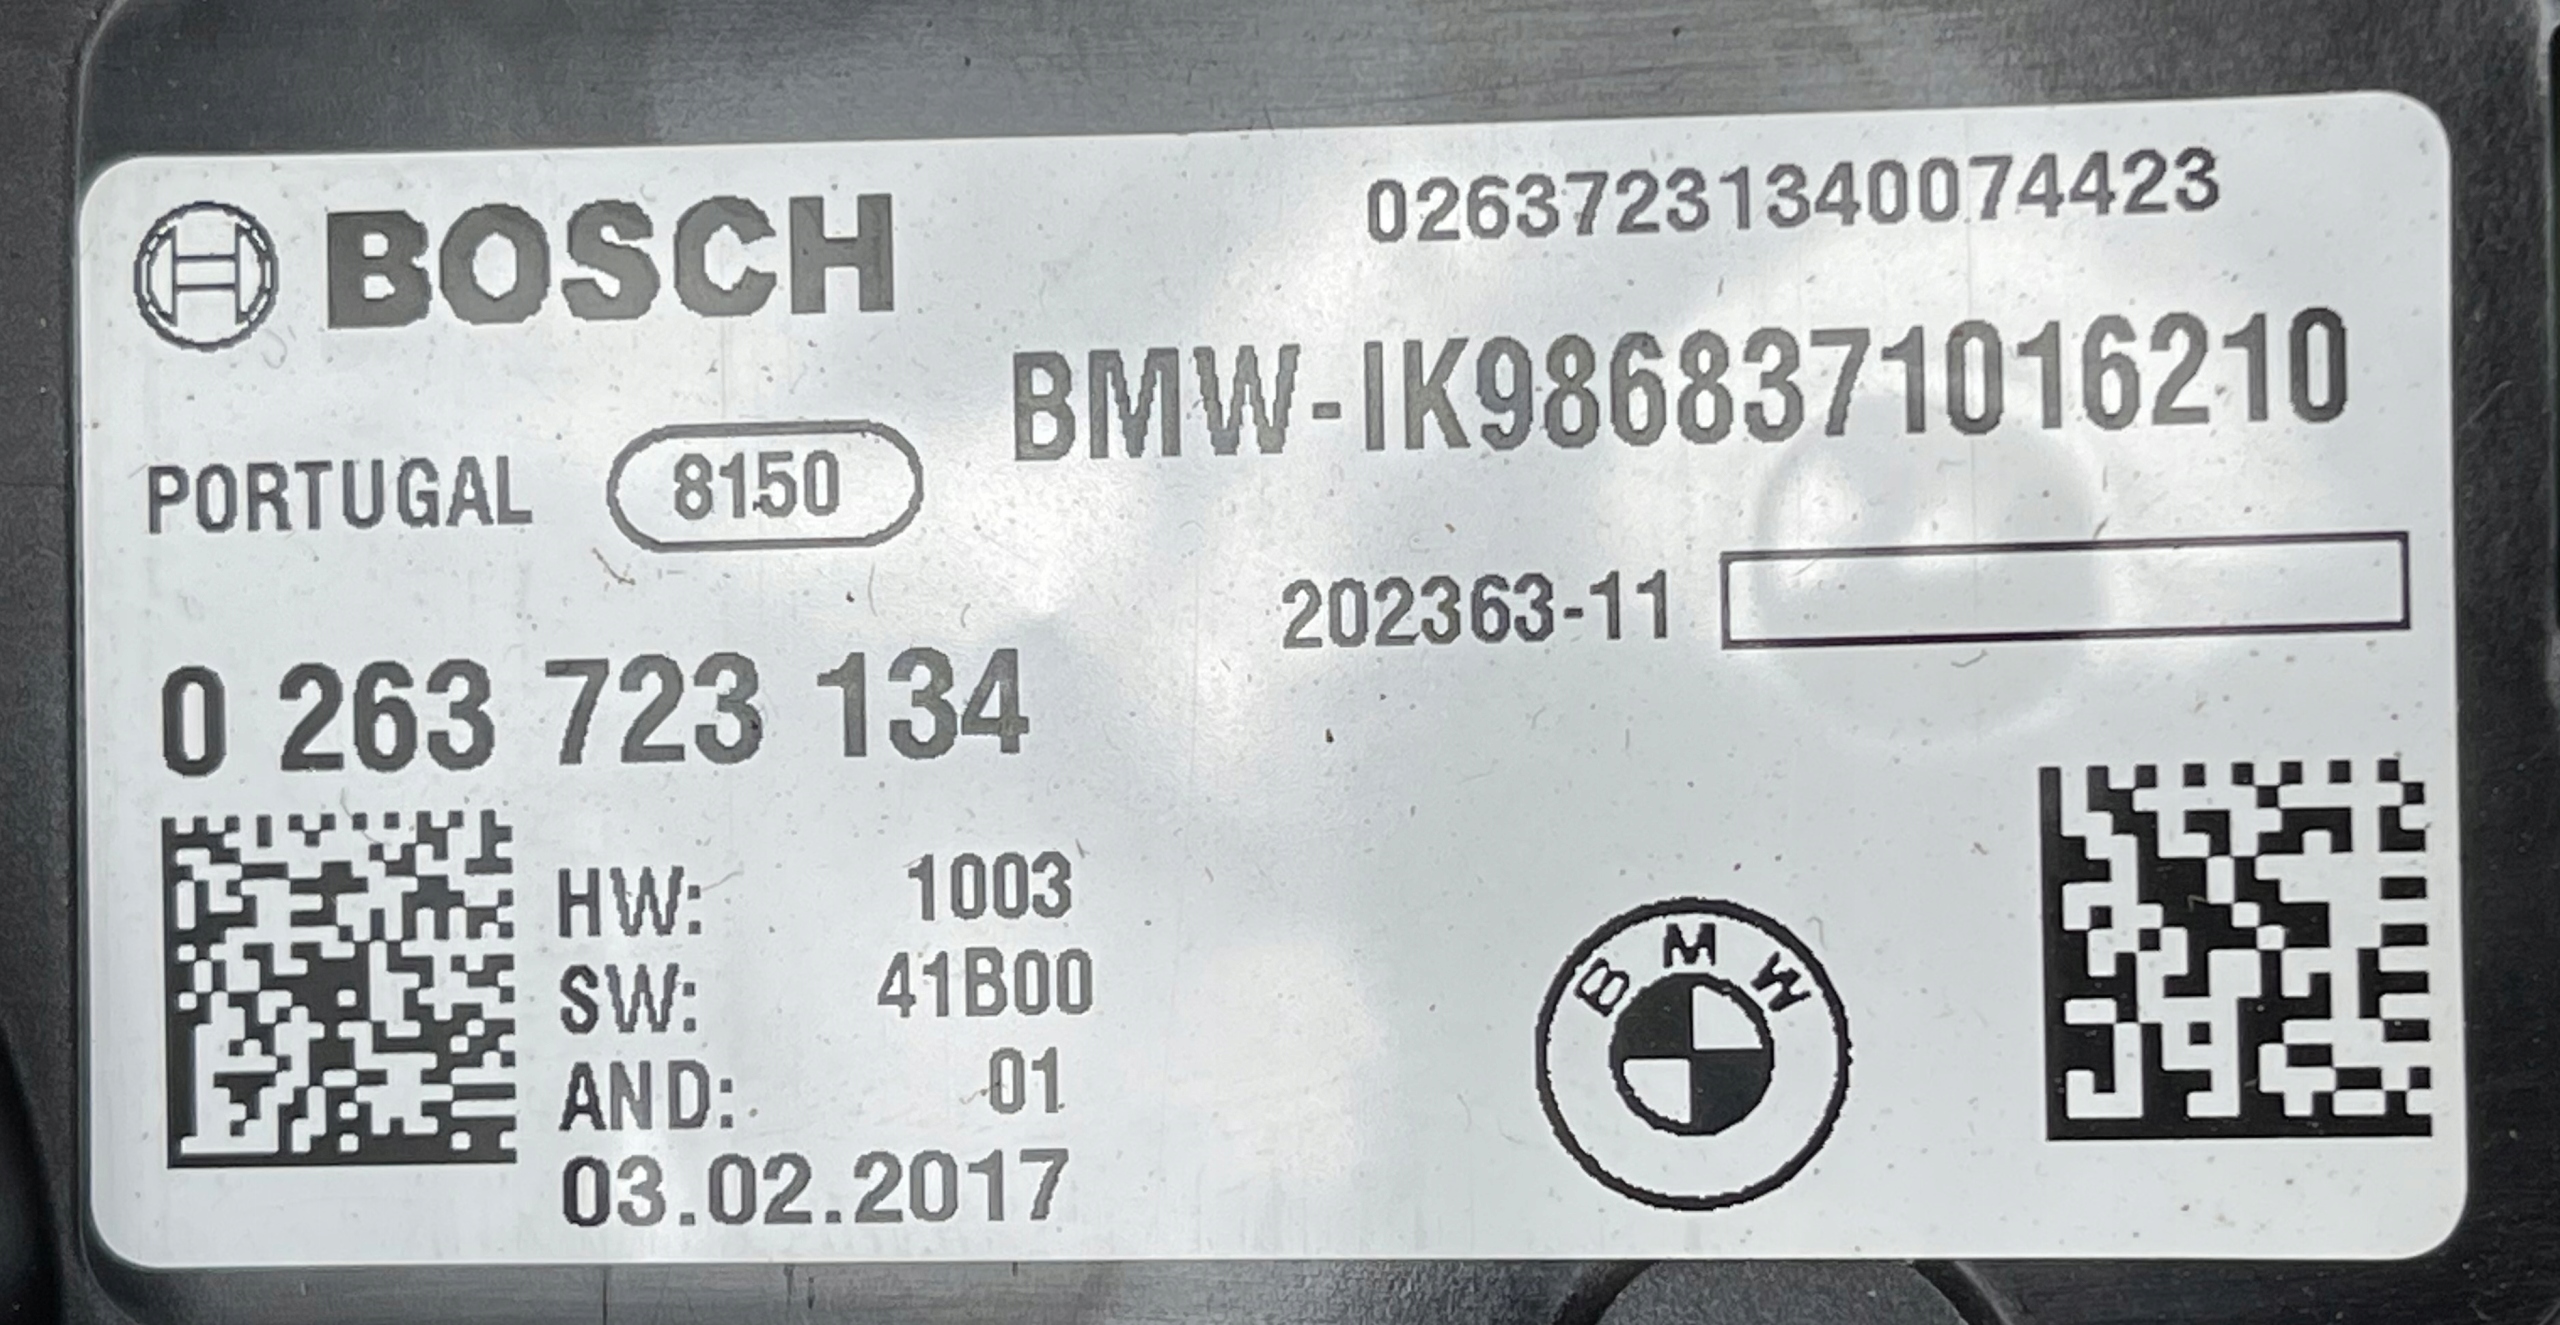 BOSCH
02637231340074423
BMW-IK9868371016210
PORTUGAL 8150
202363-11
0 263 723 134
HW: 1003
SW: 41B00
AND: 01
03.02.2017
BMW